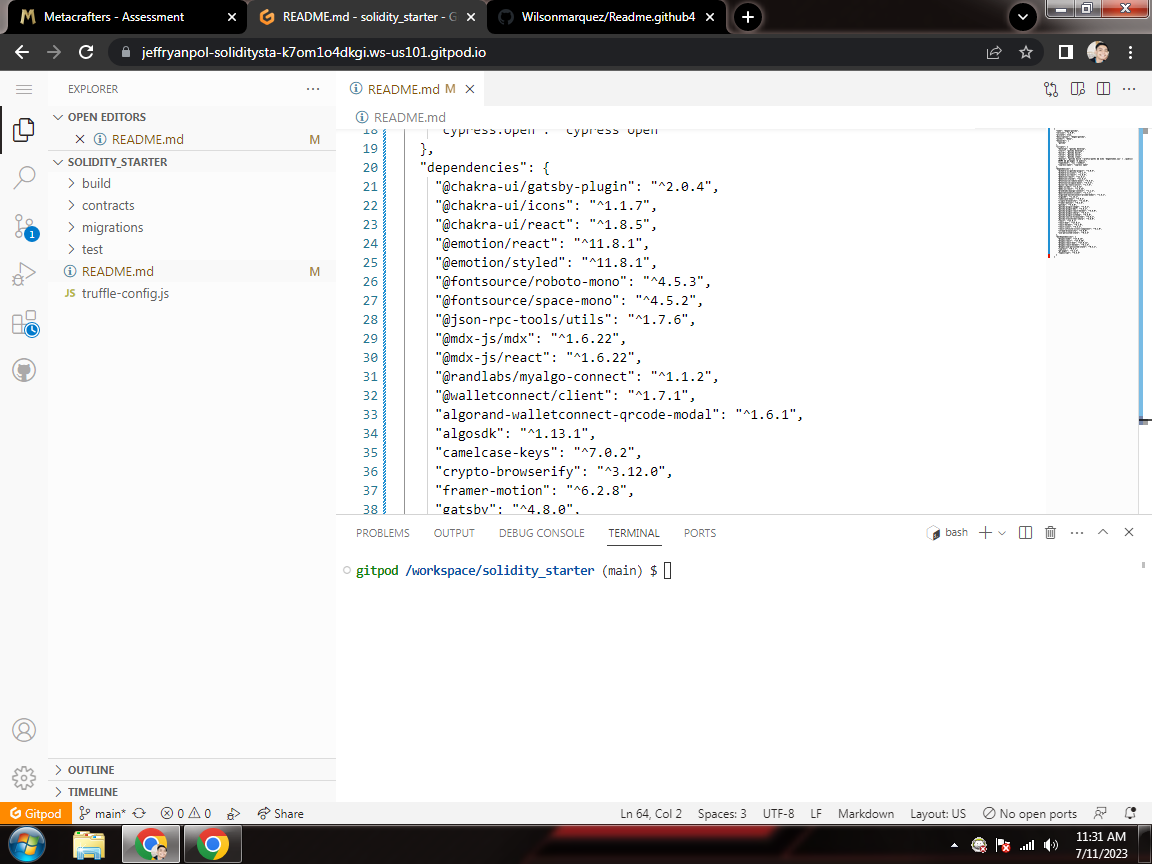 Metacrafters - Assessment
README.md - solidity_starter - G
Wilsonmarquez/Readme.github4
jeffryanpol-soliditysta-k7om1o4dkgi.ws-us101.gitpod.io
EXPLORER
OPEN EDITORS
README.md M
SOLIDITY_STARTER
build
contracts
migrations
test
README.md M
JS truffle-config.js
1
OUTLINE
TIMELINE
README.md M
README.md
18 "cypress:open": "cypress open"
19 },
20 "dependencies": {
21 "@chakra-ui/gatsby-plugin": "^2.0.4",
22 "@chakra-ui/icons": "^1.1.7",
23 "@chakra-ui/react": "^1.8.5",
24 "@emotion/react": "^11.8.1",
25 "@emotion/styled": "^11.8.1",
26 "@fontsource/roboto-mono": "^4.5.3",
27 "@fontsource/space-mono": "^4.5.2",
28 "@json-rpc-tools/utils": "^1.7.6",
29 "@mdx-js/mdx": "^1.6.22",
30 "@mdx-js/react": "^1.6.22",
31 "@randlabs/myalgo-connect": "^1.1.2",
32 "@walletconnect/client": "^1.7.1",
33 "algorand-walletconnect-qrcode-modal": "^1.6.1",
34 "algosdk": "^1.13.1",
35 "camelcase-keys": "^7.0.2",
36 "crypto-browserify": "^3.12.0",
37 "framer-motion": "^6.2.8",
38 "gatsby": "^4.8.0",
PROBLEMS OUTPUT DEBUG CONSOLE TERMINAL PORTS
bash
gitpod /workspace/solidity_starter (main) $
Gitpod main* 0 0 Share
Ln 64, Col 2 Spaces: 3 UTF-8 LF Markdown Layout: US No open ports
11:31 AM
7/11/2023